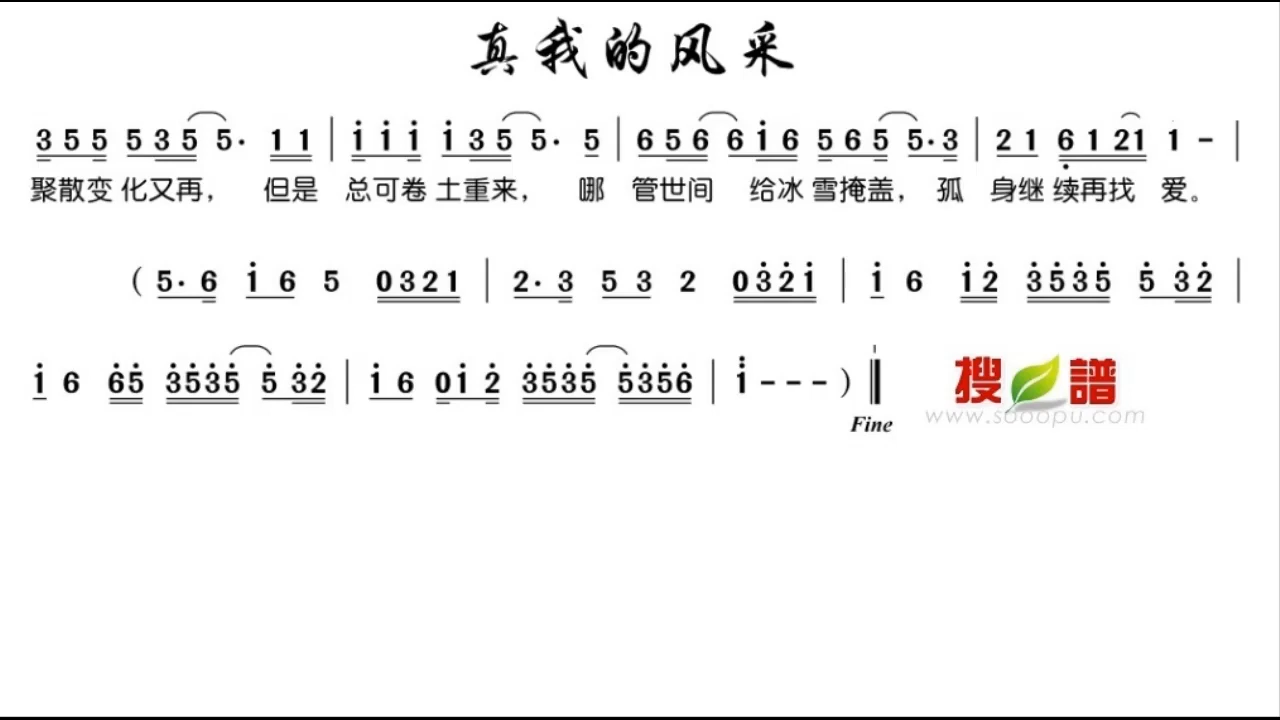 真我的风采
3 5 5 5 3 5 5· 1 1 | i i i i 3 5 5· 5 | 6 5 6 6 i 6 5 6 5 5·3 | 2 1 6 1 2 1 1 - |
聚散变 化又再， 但是 总可卷 土重来， 哪 管世间 给冰 雪掩盖， 孤 身继 续再找 爱。
( 5· 6 i 6 5 0 3 2 1 | 2· 3 5 3 2 0 3 2 i | i 6 i 2 3 5 3 5 5 3 2 |
i 6 6 5 3 5 3 5 5 3 2 | i 6 0 i 2 3 5 3 5 5 3 5 6 | i - - - )
Fine
搜 譜
www.sooopu.com